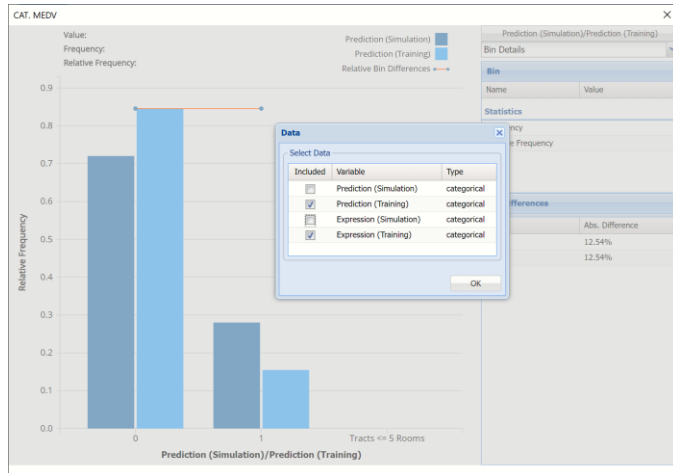 CAT. MEDV
Value:
Frequency:
Relative Frequency:
Prediction (Simulation)
Prediction (Training)
Relative Bin Differences
Prediction (Simulation)/Prediction (Training)
Bin Details
Bin
Name Value
Statistics
Frequency
Differences
Abs. Difference
12.54%
12.54%
Data
Select Data
Included Variable Type
Prediction (Simulation) categorical
Prediction (Training) categorical
Expression (Simulation) categorical
Expression (Training) categorical
OK
Relative Frequency
0.9
0.8
0.7
0.6
0.5
0.4
0.3
0.2
0.1
0.0
0 1 Tracts <= 5 Rooms
Prediction (Simulation)/Prediction (Training)